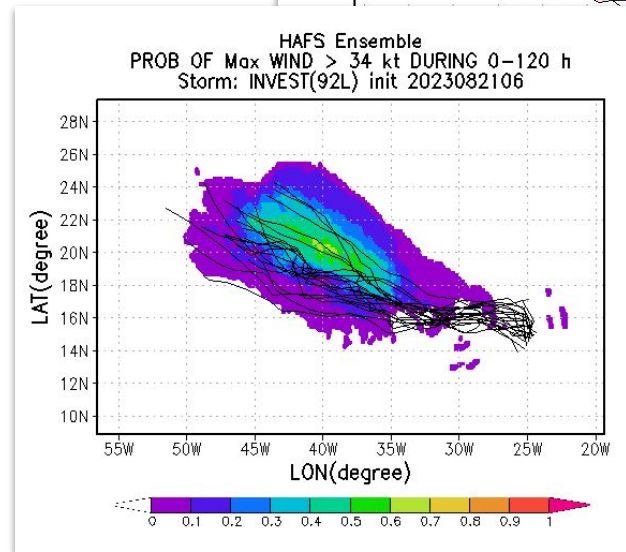 HAFS Ensemble
PROB OF Max WIND > 34 kt DURING 0-120 h
Storm: INVEST(92L) init 2023082106
28N
26N
24N
22N
20N
18N
16N
14N
12N
10N
LAT(degree)
55W 50W 45W 40W 35W 30W 25W 20W
LON(degree)
0 0.1 0.2 0.3 0.4 0.5 0.6 0.7 0.8 0.9 1